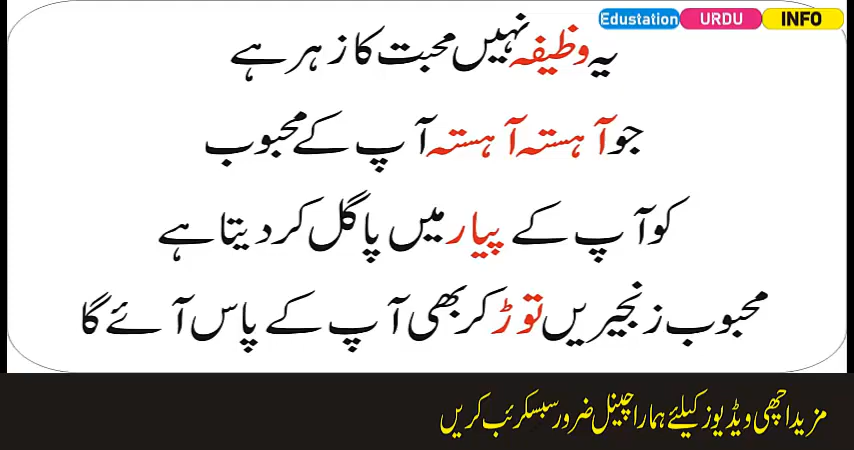 Edustation URDU INFO
یہ وظیفہ نہیں محبت کا زہر ہے
جو آہستہ آہستہ آپ کے محبوب
کو آپ کے پیار میں پاگل کر دیتا ہے
محبوب زنجیریں توڑ کر بھی آپ کے پاس آئے گا
مزید اچھی ویڈیوز کیلئے ہمارا چینل ضرور سبسکرائب کریں